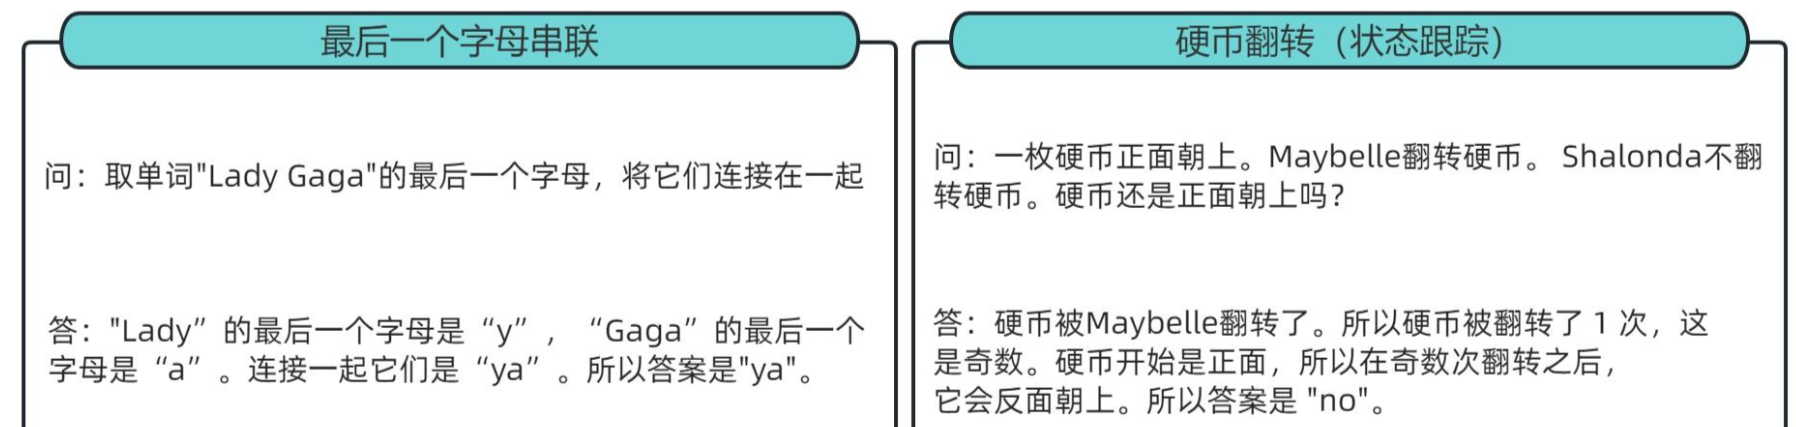 最后一个字母串联
问：取单词"Lady Gaga"的最后一个字母，将它们连接在一起
答："Lady”的最后一个字母是“y”，“Gaga”的最后一个
字母是“a”。连接一起它们是“ya”。所以答案是"ya"。
硬币翻转（状态跟踪）
问：一枚硬币正面朝上。Maybelle翻转硬币。 Shalonda不翻
转硬币。硬币还是正面朝上吗？
答：硬币被Maybelle翻转了。所以硬币被翻转了 1 次，这
是奇数。硬币开始是正面，所以在奇数次翻转之后，
它会反面朝上。所以答案是 "no"。